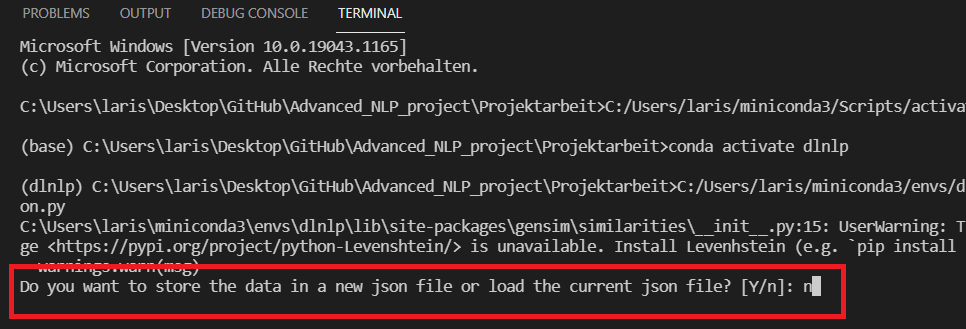 PROBLEMS OUTPUT DEBUG CONSOLE TERMINAL
Microsoft Windows [Version 10.0.19043.1165]
(c) Microsoft Corporation. Alle Rechte vorbehalten.
C:\Users\laris\Desktop\GitHub\Advanced_NLP_project\Projektarbeit>C:/Users/laris/miniconda3/Scripts/activa
(base) C:\Users\laris\Desktop\GitHub\Advanced_NLP_project\Projektarbeit>conda activate dlnlp
(dlnlp) C:\Users\laris\Desktop\GitHub\Advanced_NLP_project\Projektarbeit>C:/Users/laris/miniconda3/envs/d
on.py
C:\Users\laris\miniconda3\envs\dlnlp\lib\site-packages\gensim\similarities\__init__.py:15: UserWarning: T
ge <https://pypi.org/project/python-Levenshtein/> is unavailable. Install Levenhstein (e.g. `pip install
warnings.warn(msg)
Do you want to store the data in a new json file or load the current json file? [Y/n]: n